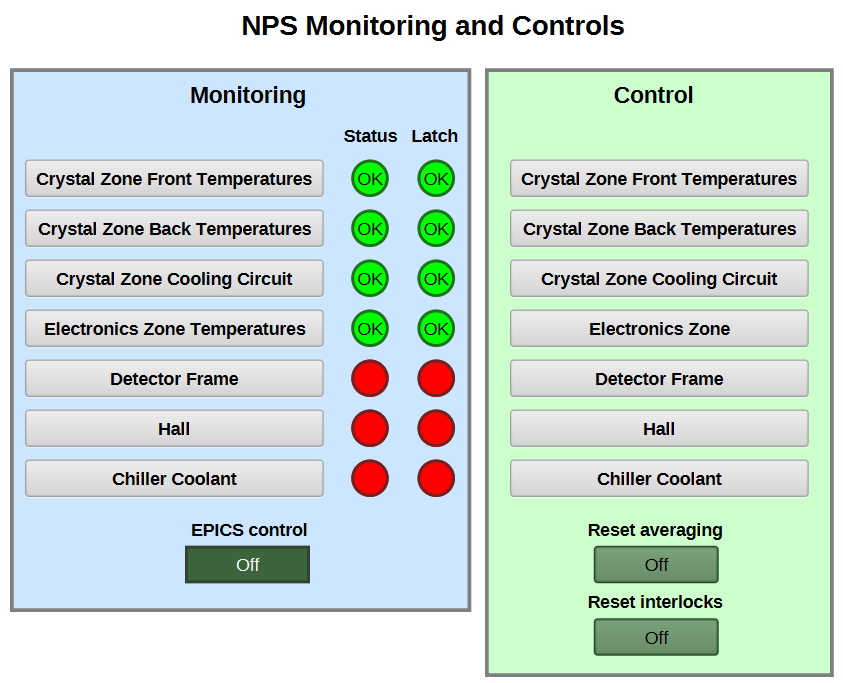 NPS Monitoring and Controls
Monitoring
Status Latch
Crystal Zone Front Temperatures OK OK
Crystal Zone Back Temperatures OK OK
Crystal Zone Cooling Circuit OK OK
Electronics Zone Temperatures OK OK
Detector Frame
Hall
Chiller Coolant
EPICS control
Off
Control
Crystal Zone Front Temperatures
Crystal Zone Back Temperatures
Crystal Zone Cooling Circuit
Electronics Zone
Detector Frame
Hall
Chiller Coolant
Reset averaging
Off
Reset interlocks
Off